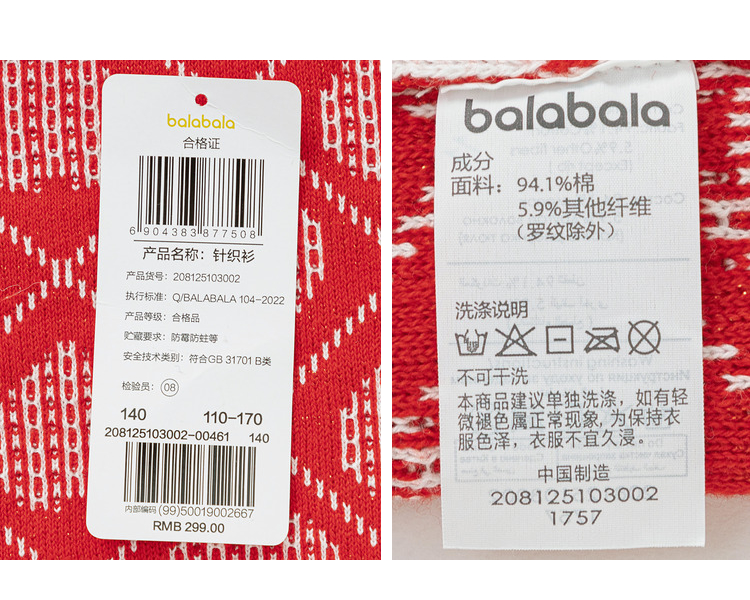 balabala
合格证
6 904383 877508
产品名称：针织衫
产品货号：208125103002
执行标准：Q/BALABALA 104-2022
产品等级：合格品
贮藏要求：防霉防蛀等
安全技术类别：符合GB 31701 B类
检验员：08
140 110-170
208125103002-00461 140
内部编码 (99)50019002667
RMB 299.00
balabala
成分
面料：94.1%棉
5.9%其他纤维
（罗纹除外）
洗涤说明
不可干洗
本商品建议单独洗涤，如有轻
微褪色属正常现象，为保持衣
服色泽，衣服不宜久浸。
中国制造
208125103002
1757